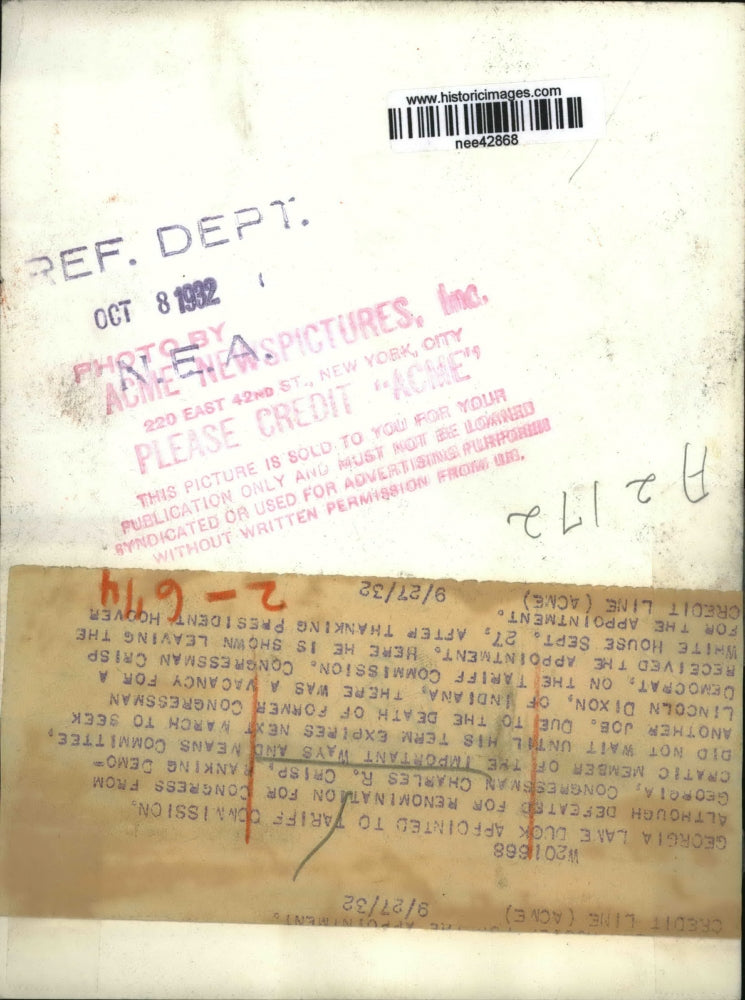 www.historicimages.com
nee42868
REF. DEPT.
OCT 8 1932
N.E.A.
PHOTO BY
ACME NEWSPICTURES, Inc.
220 EAST 42ND ST., NEW YORK, CITY
PLEASE CREDIT "ACME"
THIS PICTURE IS SOLD TO YOU FOR YOUR
PUBLICATION ONLY AND MUST NOT BE LOANED
SYNDICATED OR USED FOR ADVERTISING PURPOSES
WITHOUT WRITTEN PERMISSION FROM US.
A2172
2-674
W201668
GEORGIA LAME DUCK APPOINTED TO TARIFF COMMISSION.
ALTHOUGH DEFEATED FOR RENOMINATION FOR CONGRESS FROM
GEORGIA, CONGRESSMAN CHARLES R. CRISP, RANKING DEMO-
CRATIC MEMBER OF THE IMPORTANT WAYS AND MEANS COMMITTEE,
DID NOT WAIT UNTIL HIS TERM EXPIRES NEXT MARCH TO SEEK
ANOTHER JOB. DUE TO THE DEATH OF FORMER CONGRESSMAN
LINCOLN DIXON, OF INDIANA, THERE WAS A VACANCY FOR A
DEMOCRAT, ON THE TARIFF COMMISSION. CONGRESSMAN CRISP
RECEIVED THE APPOINTMENT. HERE HE IS SHOWN LEAVING THE
WHITE HOUSE SEPT. 27, AFTER THANKING PRESIDENT HOOVER
FOR THE APPOINTMENT.
CREDIT LINE (ACME) 9/27/32
THE APPOINTMENT.
CREDIT LINE (ACME) 9/27/32